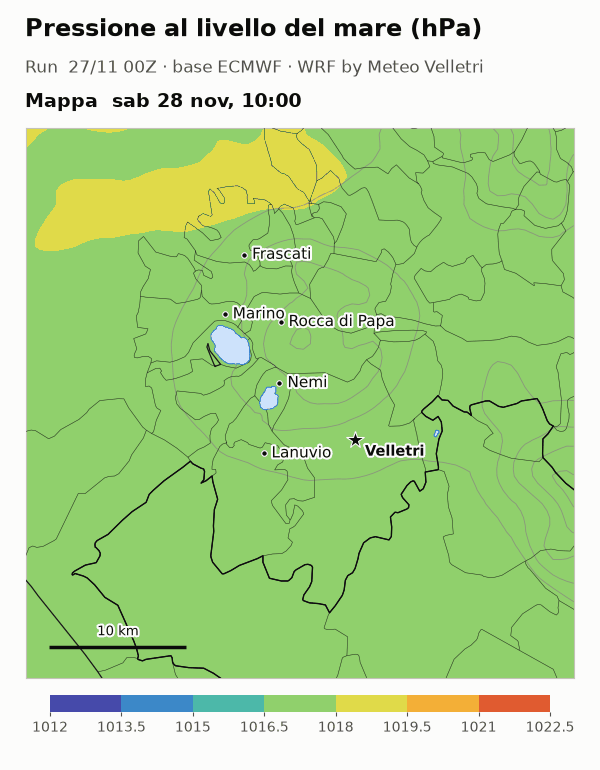 Pressione al livello del mare (hPa)
Run  27/11 00Z · base ECMWF · WRF by Meteo Velletri
Mappa  sab 28 nov, 10:00
Frascati
Marino
Rocca di Papa
Nemi
Velletri
Lanuvio
10 km
1012 1013.5 1015 1016.5 1018 1019.5 1021 1022.5